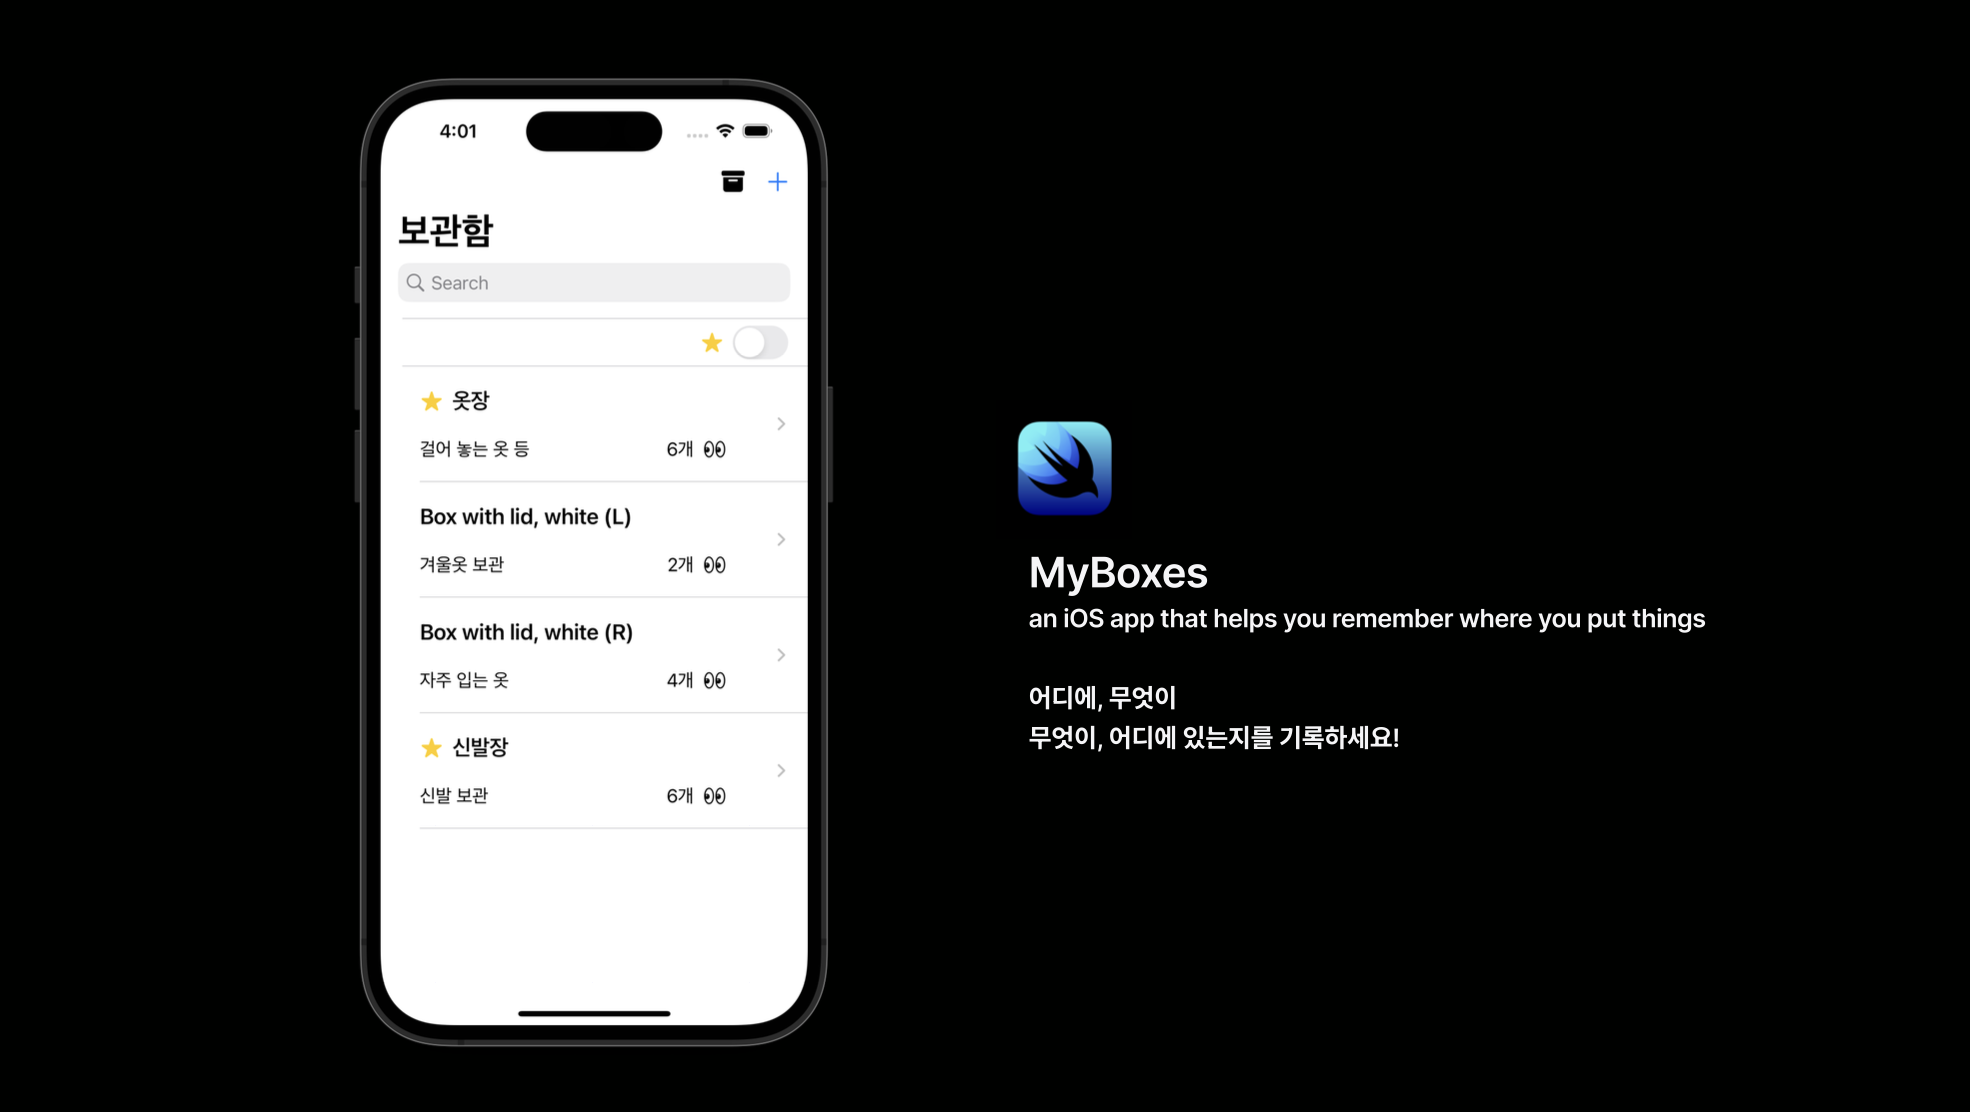 4:01
보관함
Search
옷장
걸어 놓는 옷 등
6개 👀
Box with lid, white (L)
겨울옷 보관
2개 👀
Box with lid, white (R)
자주 입는 옷
4개 👀
신발장
신발 보관
6개 👀
MyBoxes
an iOS app that helps you remember where you put things
어디에, 무엇이
무엇이, 어디에 있는지를 기록하세요!